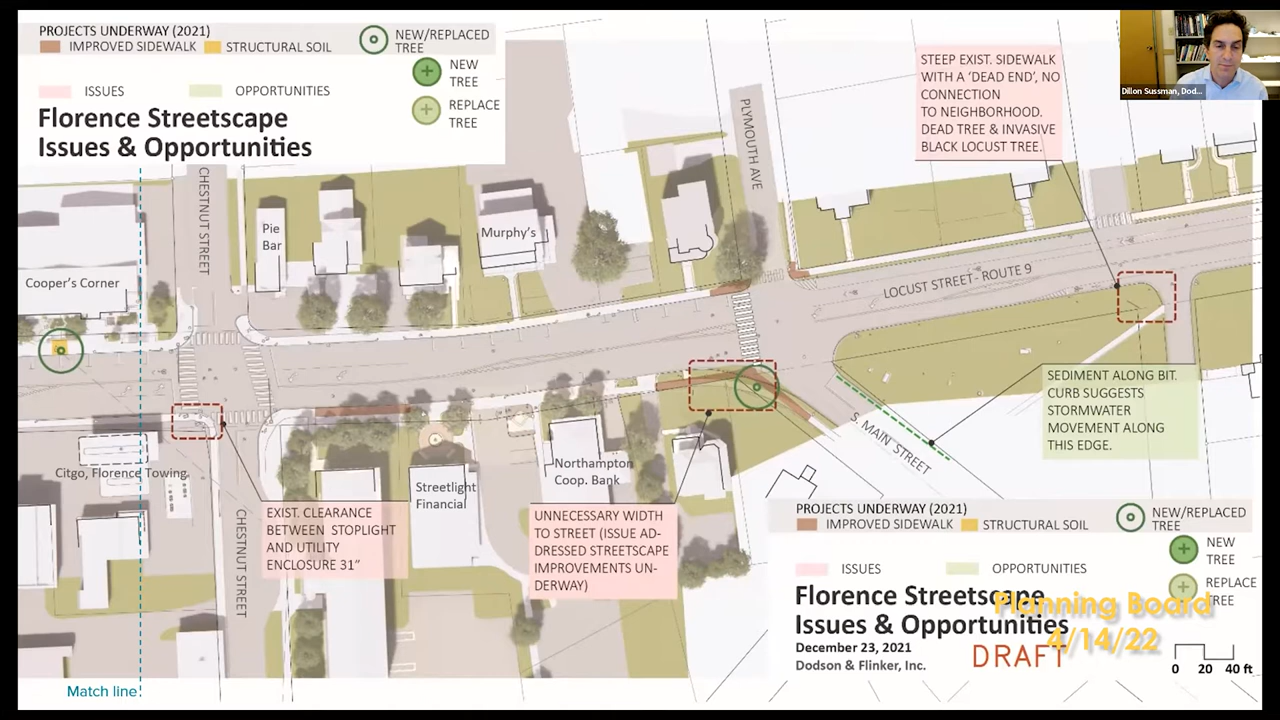 PROJECTS UNDERWAY (2021)
IMPROVED SIDEWALK
STRUCTURAL SOIL
NEW/REPLACED
TREE
NEW
TREE
REPLACE
TREE
ISSUES
OPPORTUNITIES
Florence Streetscape
Issues & Opportunities
STEEP EXIST. SIDEWALK
WITH A ‘DEAD END’, NO
CONNECTION
TO NEIGHBORHOOD.
DEAD TREE & INVASIVE
BLACK LOCUST TREE.
Dillon Sussman, Dod...
CHESTNUT STREET
PLYMOUTH AVE
Pie
Bar
Murphy's
Cooper's Corner
LOCUST STREET - ROUTE 9
SEDIMENT ALONG BIT.
CURB SUGGESTS
STORMWATER
MOVEMENT ALONG
THIS EDGE.
S. MAIN STREET
Citgo, Florence Towing
Streetlight
Financial
Northampton
Coop. Bank
CHESTNUT STREET
EXIST. CLEARANCE
BETWEEN STOPLIGHT
AND UTILITY
ENCLOSURE 31”
UNNECESSARY WIDTH
TO STREET (ISSUE AD-
DRESSED STREETSCAPE
IMPROVEMENTS UN-
DERWAY)
PROJECTS UNDERWAY (2021)
IMPROVED SIDEWALK
STRUCTURAL SOIL
NEW/REPLACED
TREE
NEW
TREE
REPLACE
TREE
ISSUES
OPPORTUNITIES
Florence Streetscape
Issues & Opportunities
December 23, 2021
Dodson & Flinker, Inc.
DRAFT
Planning Board
4/14/22
0 20 40 ft
Match line